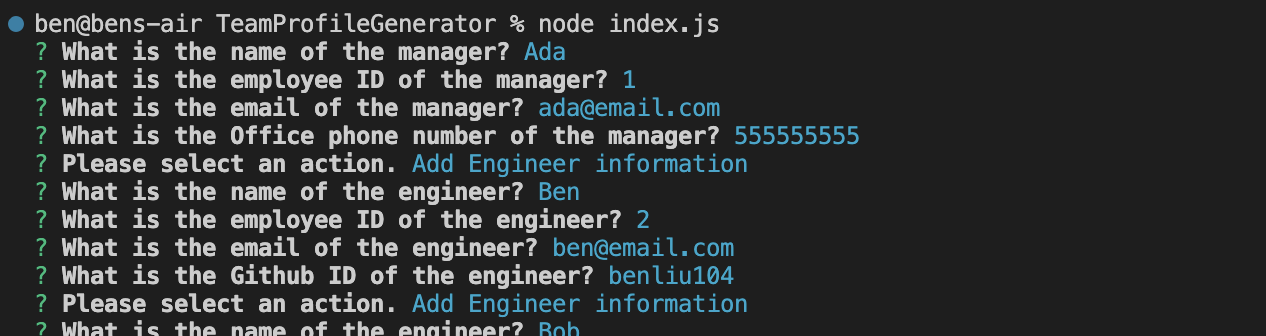 ben@bens-air TeamProfileGenerator % node index.js
? What is the name of the manager? Ada
? What is the employee ID of the manager? 1
? What is the email of the manager? ada@email.com
? What is the Office phone number of the manager? 555555555
? Please select an action. Add Engineer information
? What is the name of the engineer? Ben
? What is the employee ID of the engineer? 2
? What is the email of the engineer? ben@email.com
? What is the Github ID of the engineer? benliu104
? Please select an action. Add Engineer information
? What is the name of the engineer? Bob